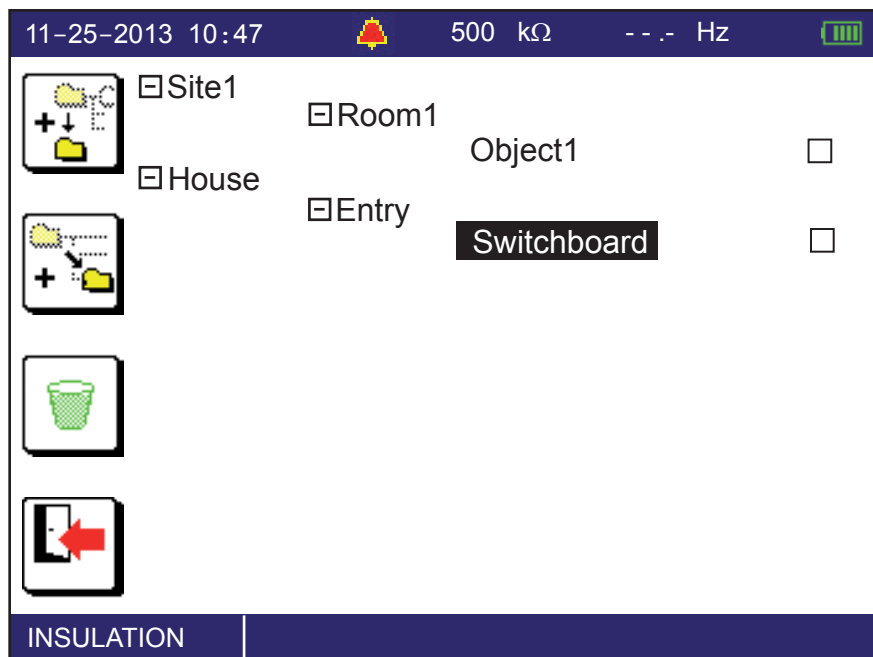 11-25-2013 10:47 500 kΩ - - .- Hz
Site1
Room1
Object1
House
Entry
Switchboard
INSULATION